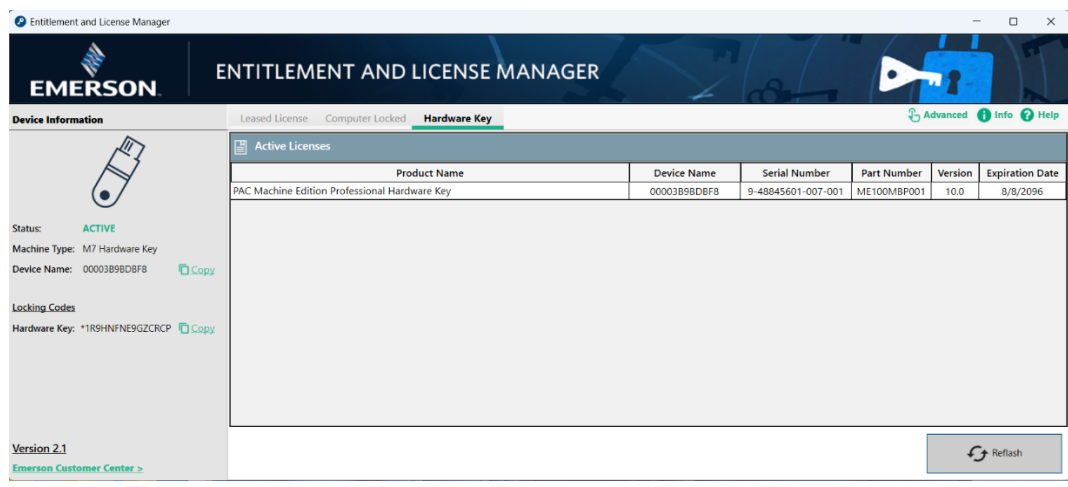 Entitlement and License Manager
EMERSON
ENTITLEMENT AND LICENSE MANAGER
Device Information
Leased License Computer Locked Hardware Key
Advanced Info Help
Active Licenses
Product Name Device Name Serial Number Part Number Version Expiration Date
PAC Machine Edition Professional Hardware Key 00003B9BDBF8 9-48845601-007-001 ME100MBP001 10.0 8/8/2096
Status: ACTIVE
Machine Type: M7 Hardware Key
Device Name: 00003B9BDBF8 Copy
Locking Codes
Hardware Key: *1R9HNFNE9GZCRCP Copy
Version 2.1
Emerson Customer Center >
Reflash